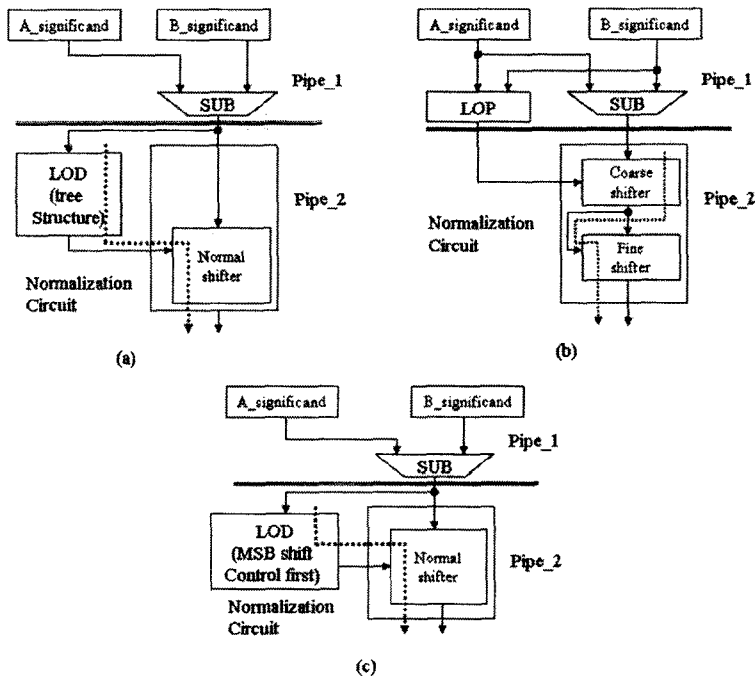 A_significand
B_significand
Pipe_1
SUB
LOD
(tree
Structure)
Pipe_2
Normal
shifter
Normalization
Circuit
(a)
A_significand
B_significand
Pipe_1
LOP
SUB
Coarse
shifter
Pipe_2
Normalization
Circuit
Fine
shifter
(b)
A_significand
B_significand
Pipe_1
SUB
LOD
(MSB shift
Control first)
Normal
shifter
Pipe_2
Normalization
Circuit
(c)